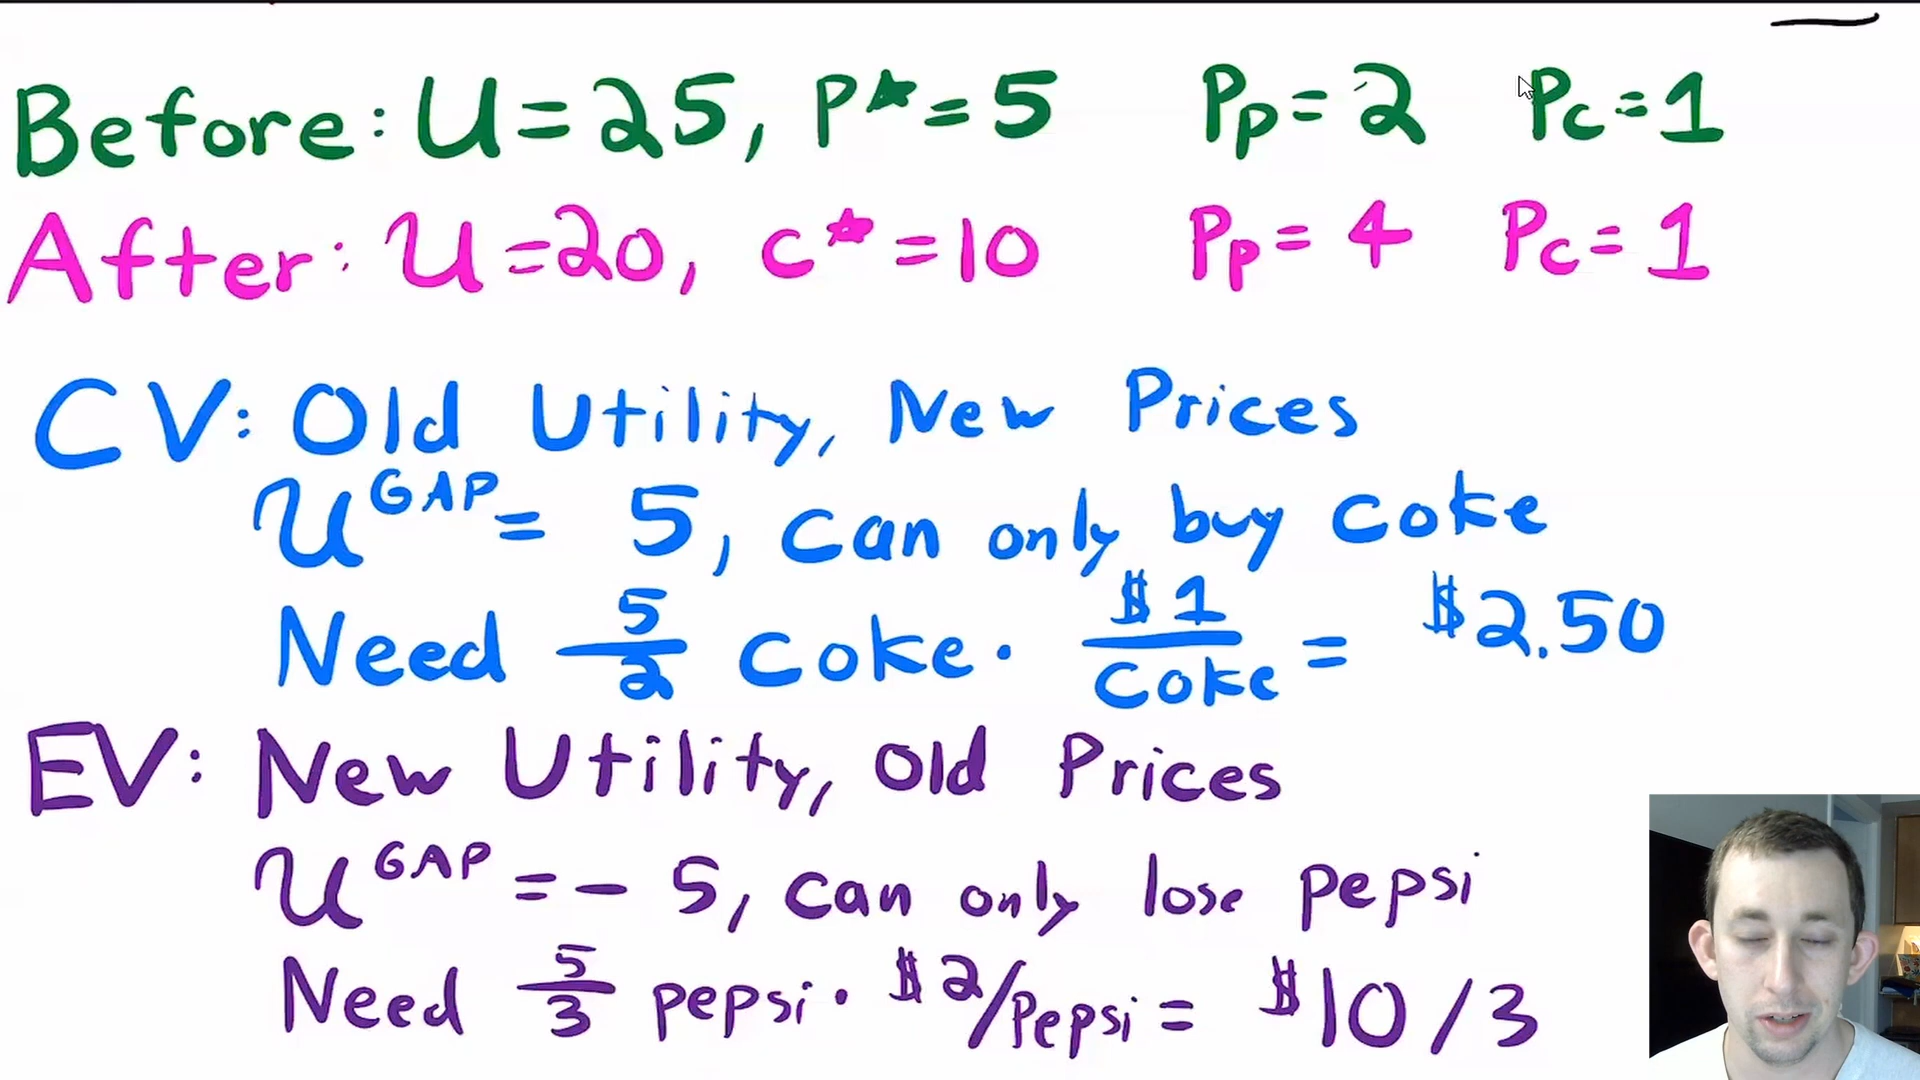 Before: U = 25, P* = 5 Pp = 2 Pc = 1
After: U = 20, C* = 10 Pp = 4 Pc = 1
CV: Old Utility, New Prices
U^GAP = 5, can only buy coke
Need 5/2 coke · $1/coke = $2.50
EV: New Utility, Old Prices
U^GAP = - 5, can only lose pepsi
Need 5/3 pepsi · $2/Pepsi = $10/3